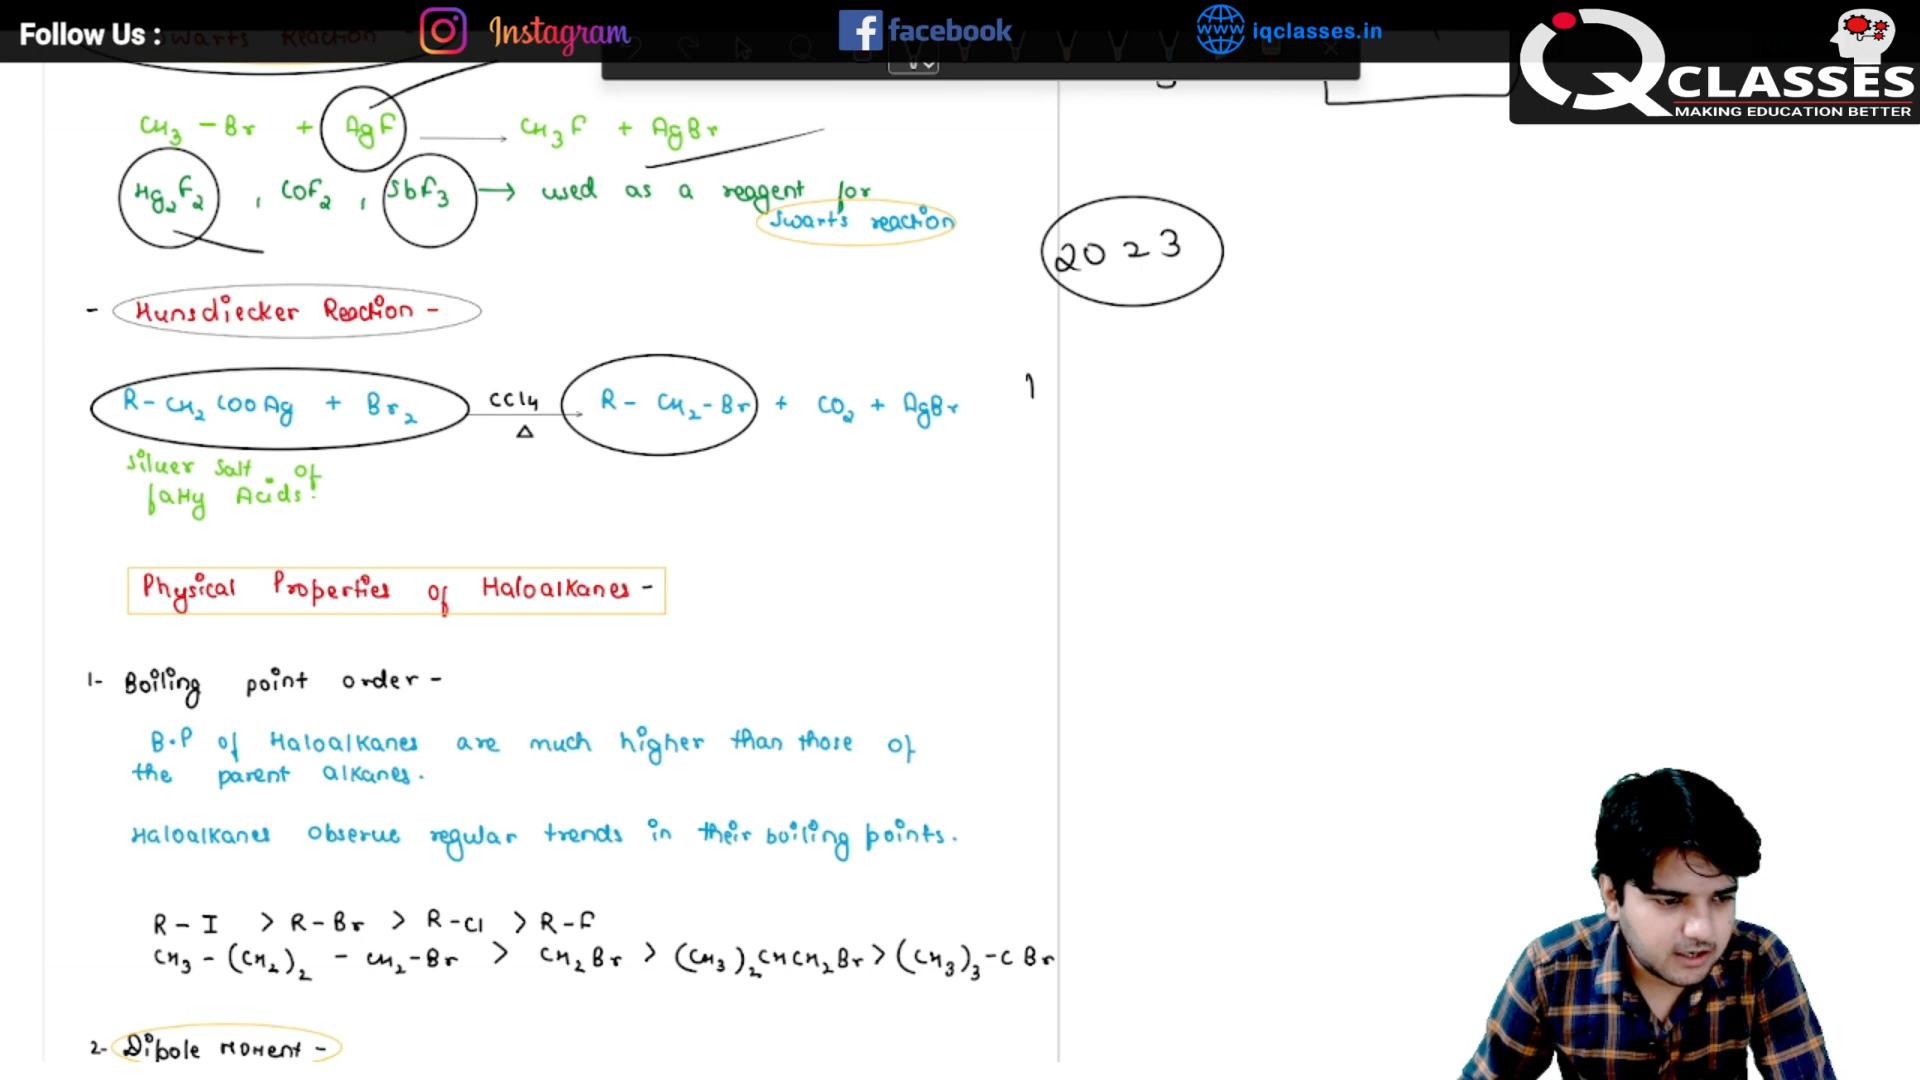 Follow Us :
Instagram
facebook
iqclasses.in
IQ CLASSES
MAKING EDUCATION BETTER
Swarts Reaction
CH3 - Br + AgF → CH3F + AgBr
Hg2F2 , CoF2 , SbF3 → used as a reagent for
Swarts reaction
2023
- Hunsdiecker Reaction -
R - CH2 COOAg + Br2 CCl4 Δ → R - CH2 - Br + CO2 + AgBr
Silver Salt of
fatty Acids.
Physical Properties of Haloalkanes -
1- Boiling point order -
B.P of Haloalkanes are much higher than those of
the parent alkanes.
Haloalkanes observe regular trends in their boiling points.
R - I > R - Br > R - Cl > R - F
CH3 - (CH2)2 - CH2 - Br > CH2Br > (CH3)2CHCH2Br > (CH3)3 - C Br
2- Dipole Moment -